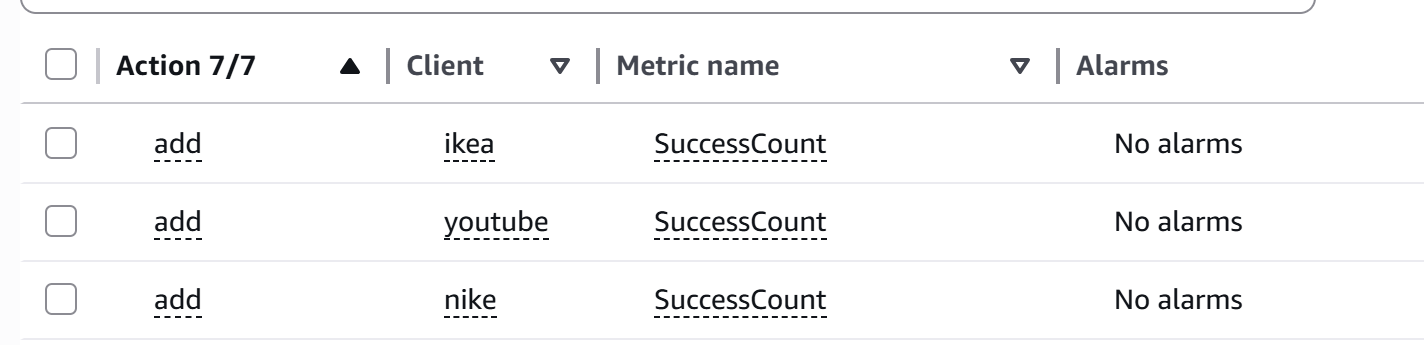 Action 7/7 Client Metric name Alarms
add ikea SuccessCount No alarms
add youtube SuccessCount No alarms
add nike SuccessCount No alarms